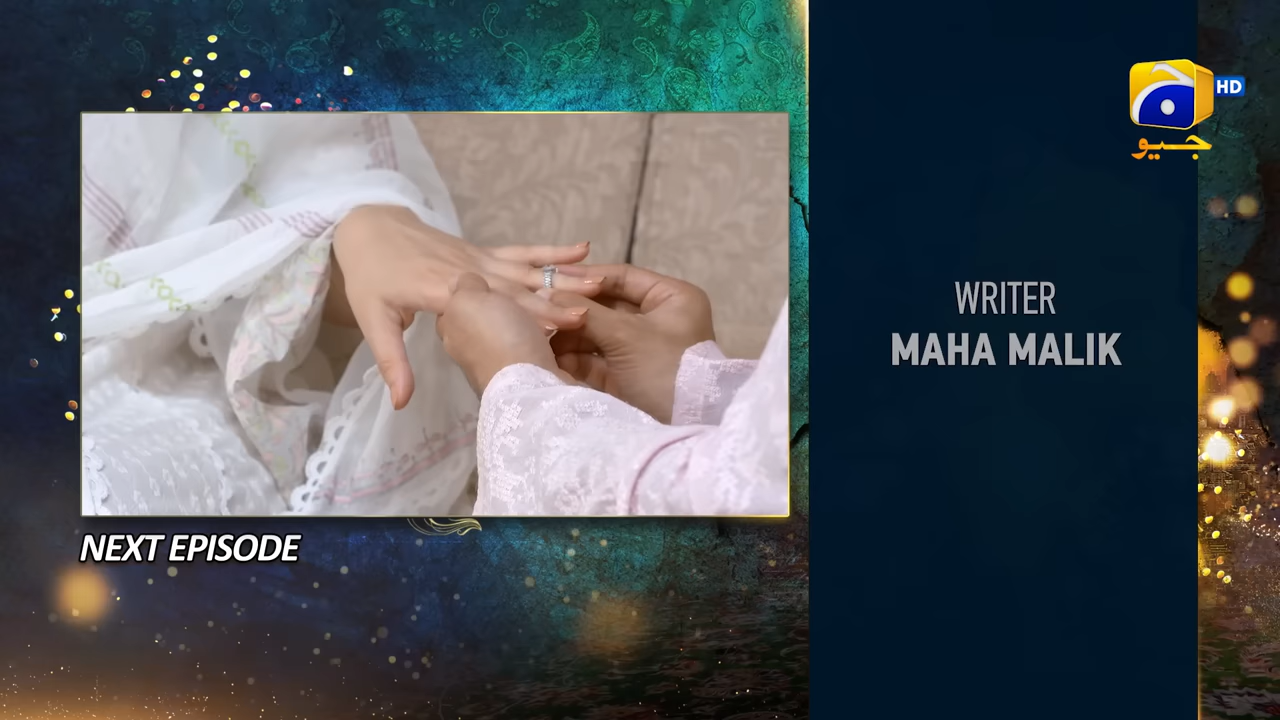 HD
جیو
WRITER
MAHA MALIK
NEXT EPISODE